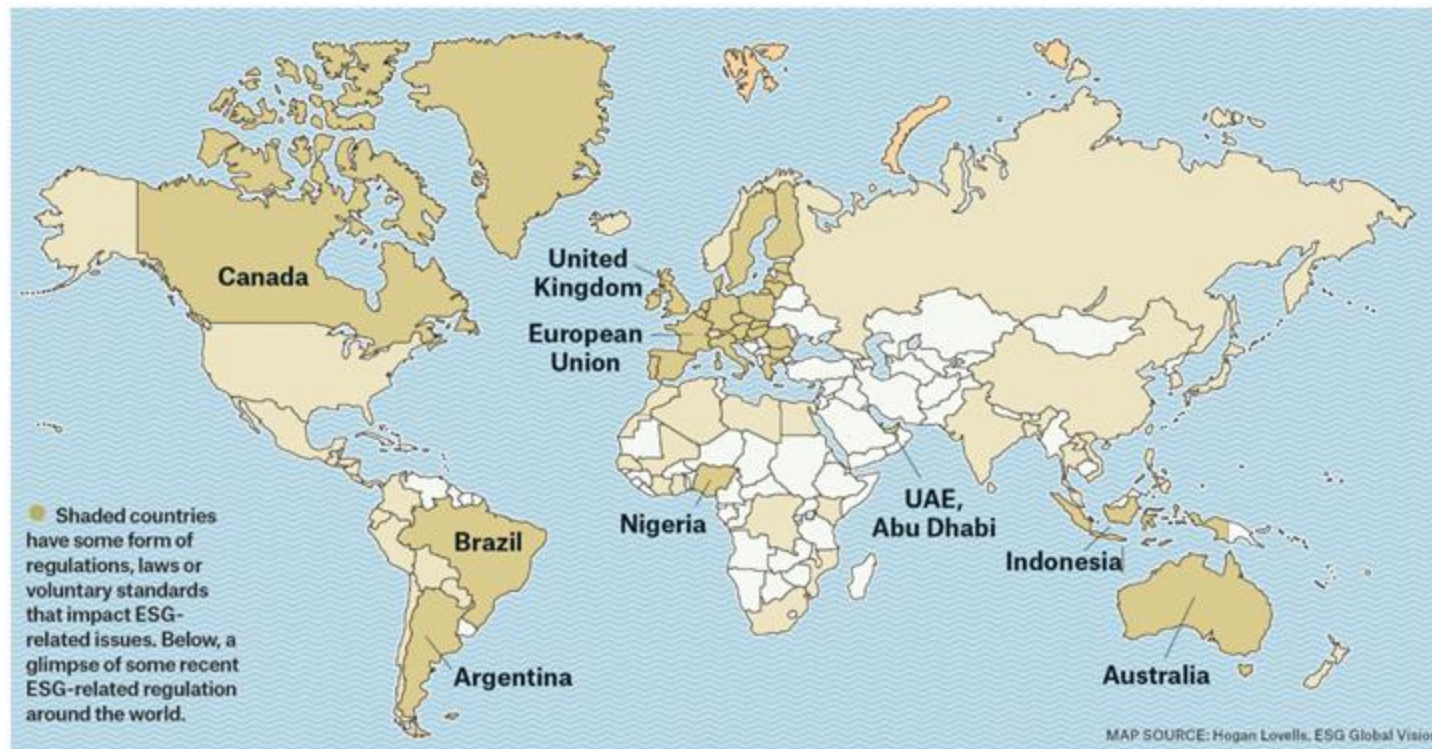 Canada
United
Kingdom
European
Union
Shaded countries
have some form of
regulations, laws or
voluntary standards
that impact ESG-
related issues. Below, a
glimpse of some recent
ESG-related regulation
around the world.
Brazil
Argentina
Nigeria
UAE,
Abu Dhabi
Indonesia
Australia
MAP SOURCE: Hogan Lovells, ESG Global Vision